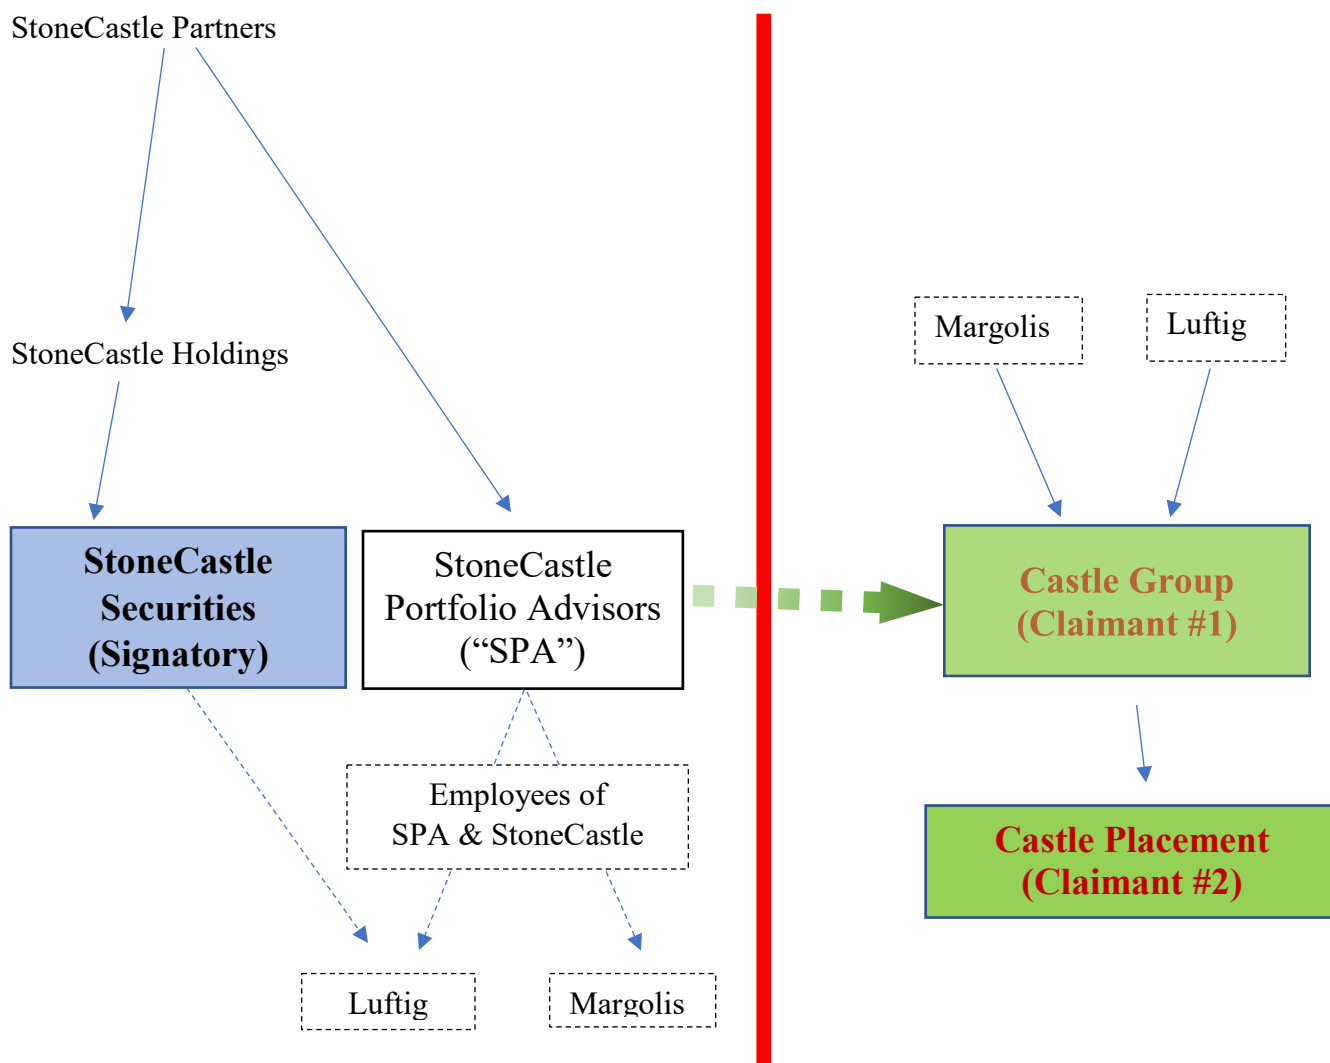 StoneCastle Partners
StoneCastle Holdings
StoneCastle
Securities
(Signatory)
StoneCastle
Portfolio Advisors
(“SPA”)
Employees of
SPA & StoneCastle
Luftig
Margolis
Margolis
Luftig
Castle Group
(Claimant #1)
Castle Placement
(Claimant #2)